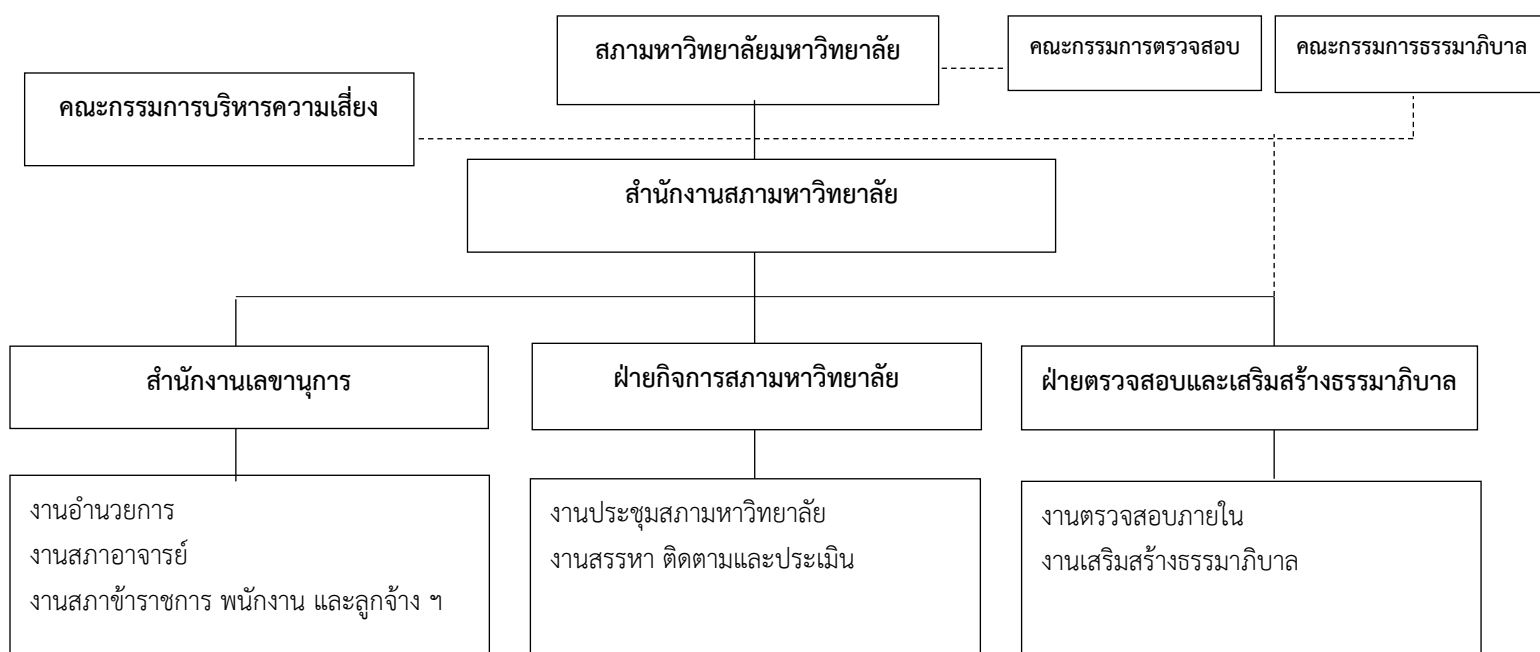 สภามหาวิทยาลัยมหาวิทยาลัย
คณะกรรมการตรวจสอบ
คณะกรรมการธรรมาภิบาล
คณะกรรมการบริหารความเสี่ยง
สำนักงานสภามหาวิทยาลัย
สำนักงานเลขานุการ
ฝ่ายกิจการสภามหาวิทยาลัย
ฝ่ายตรวจสอบและเสริมสร้างธรรมาภิบาล
งานอำนวยการ
งานสภาอาจารย์
งานสภาข้าราชการ พนักงาน และลูกจ้าง ฯ
งานประชุมสภามหาวิทยาลัย
งานสรรหา ติดตามและประเมิน
งานตรวจสอบภายใน
งานเสริมสร้างธรรมาภิบาล